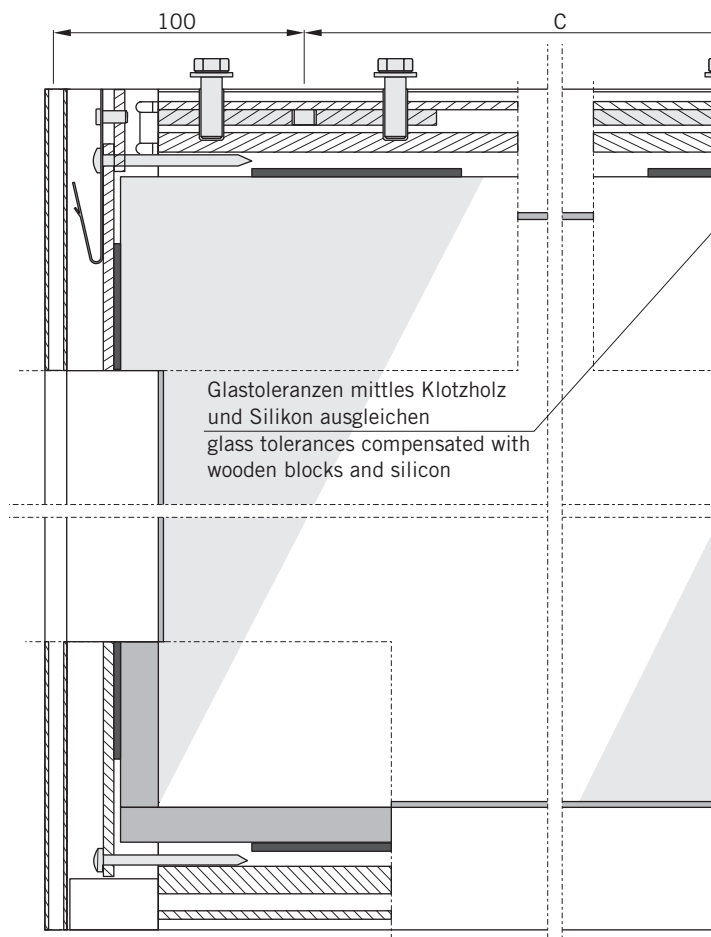 100
C
Glastoleranzen mittles Klotzholz
und Silikon ausgleichen
glass tolerances compensated with
wooden blocks and silicon